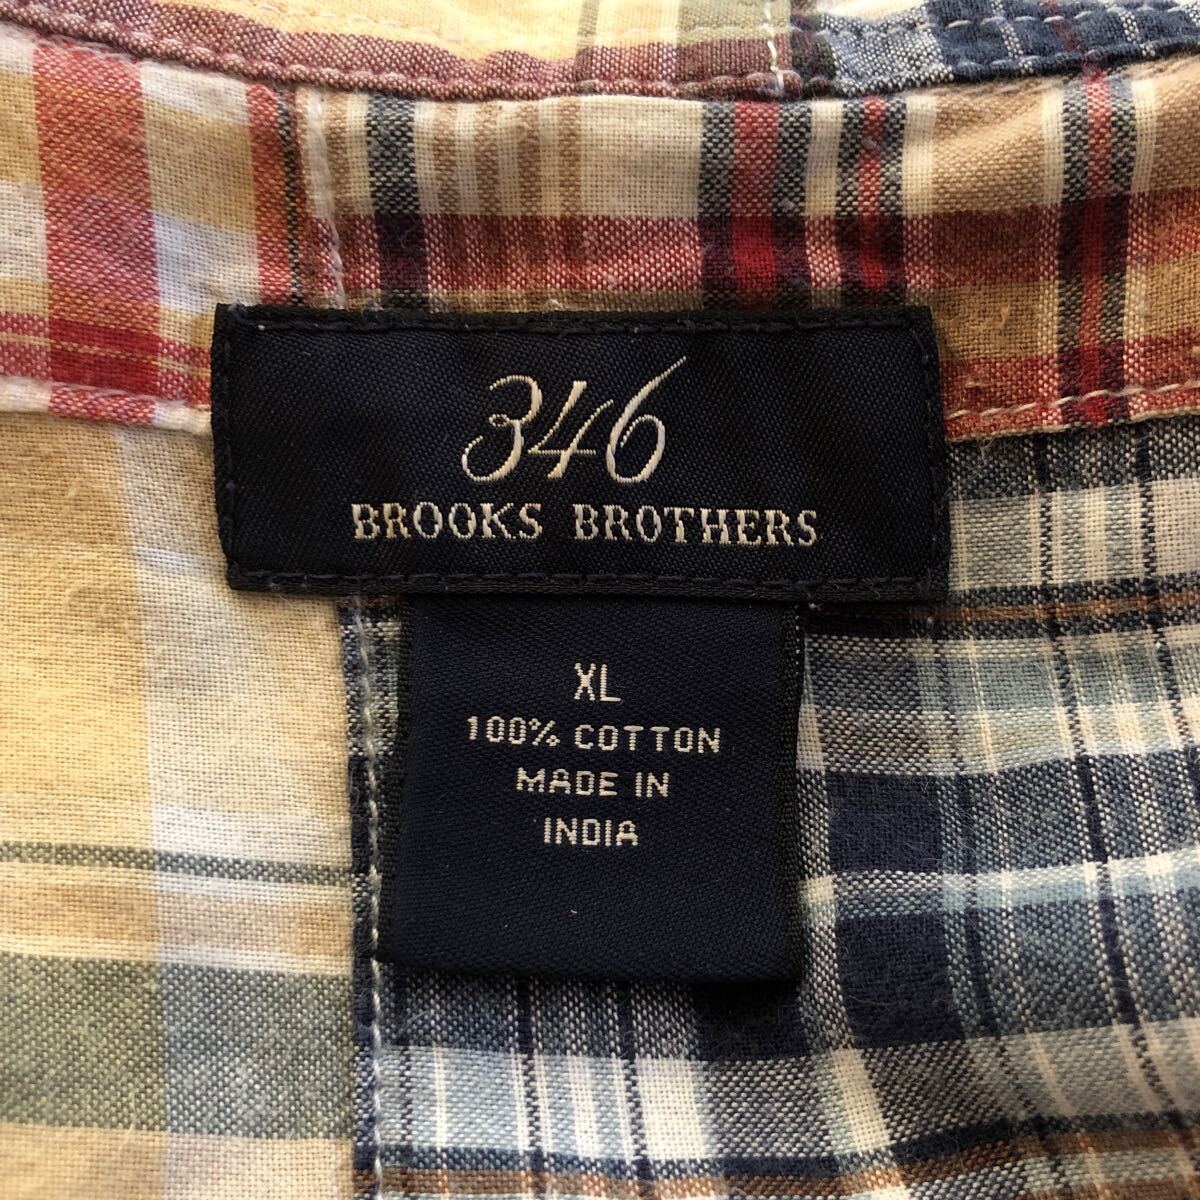 346
BROOKS BROTHERS
XL
100% COTTON
MADE IN
INDIA